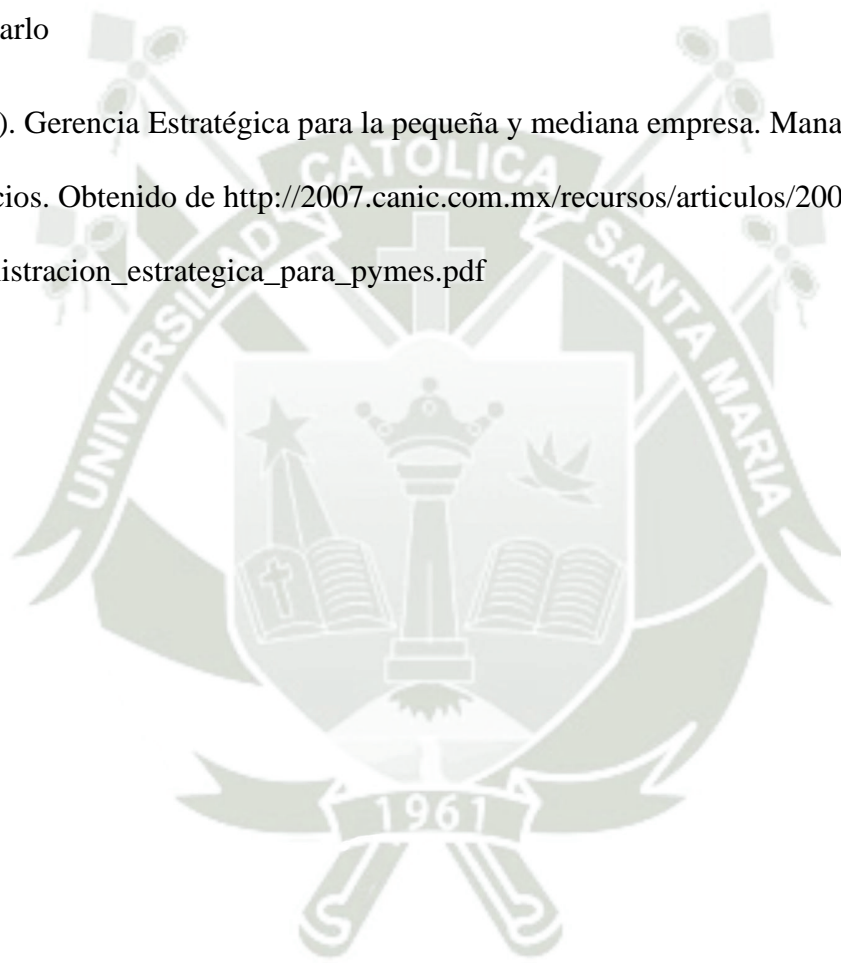 arlo
). Gerencia Estratégica para la pequeña y mediana empresa. Mana
cios. Obtenido de http://2007.canic.com.mx/recursos/articulos/200
istracion_estrategica_para_pymes.pdf
UNIVERSIDAD CATOLICA SANTA MARIA
1961